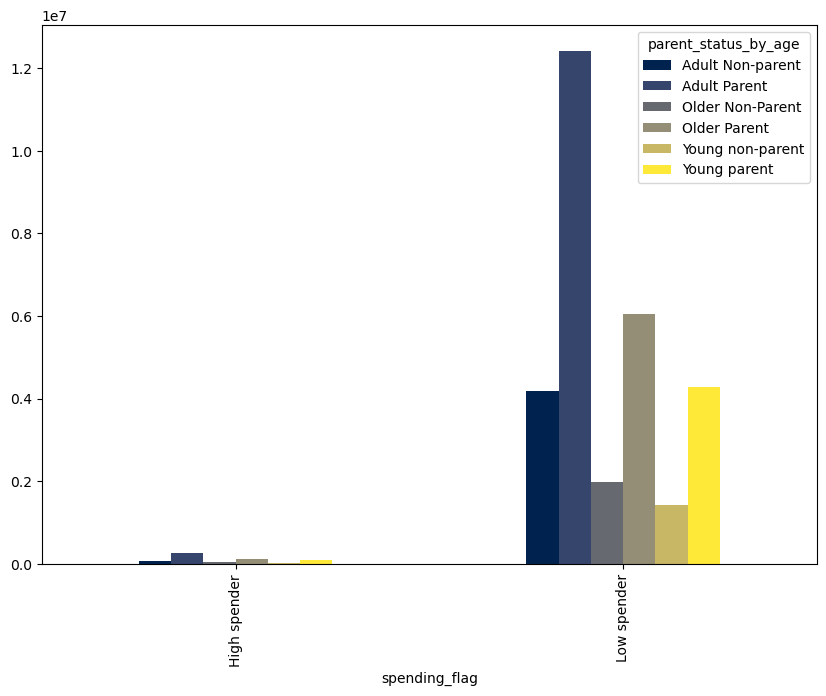 1e7
parent_status_by_age
Adult Non-parent
Adult Parent
Older Non-Parent
Older Parent
Young non-parent
Young parent
1.2
1.0
0.8
0.6
0.4
0.2
0.0
High spender
Low spender
spending_flag